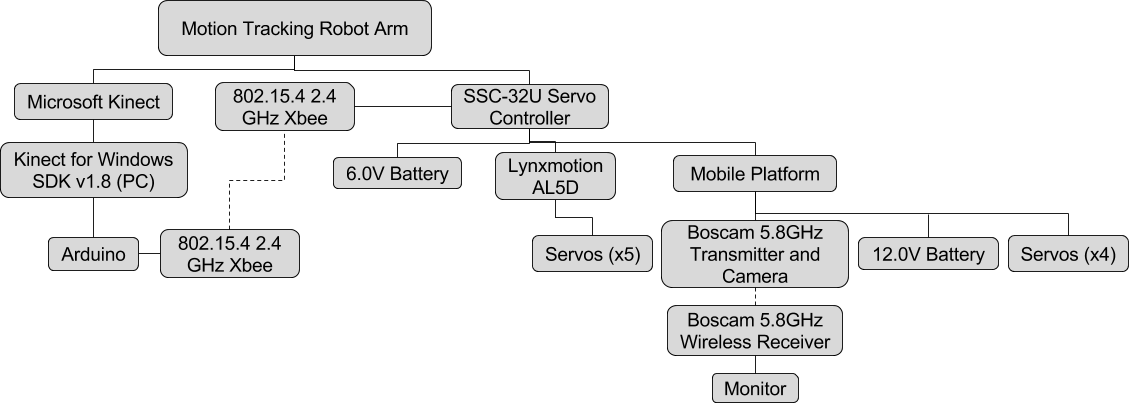 Motion Tracking Robot Arm
Microsoft Kinect
802.15.4 2.4
GHz Xbee
SSC-32U Servo
Controller
Kinect for Windows
SDK v1.8 (PC)
6.0V Battery
Lynxmotion
AL5D
Mobile Platform
Arduino
802.15.4 2.4
GHz Xbee
Servos (x5)
Boscam 5.8GHz
Transmitter and
Camera
12.0V Battery
Servos (x4)
Boscam 5.8GHz
Wireless Receiver
Monitor